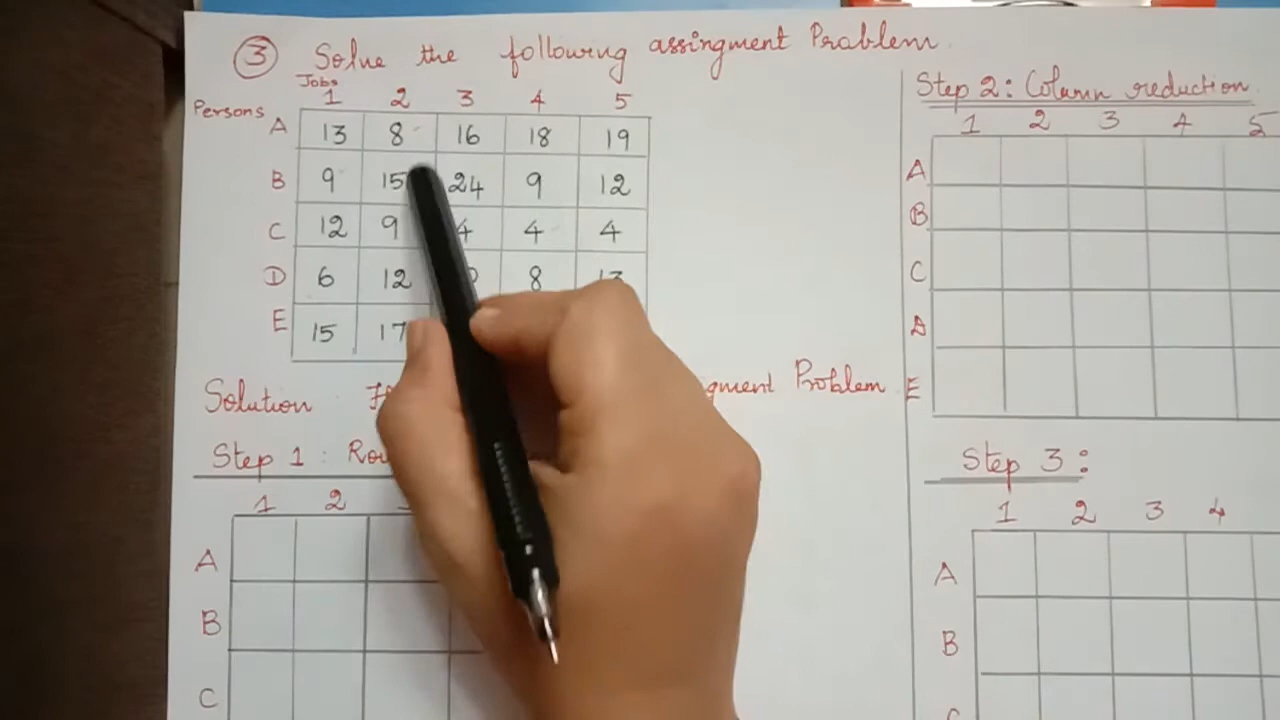 3 Solve the following assingment Problem
Jobs
Persons 1 2 3 4 5
A 13 8 16 18 19
B 9 15 24 9 12
C 12 9 4 4 4
D 6 12 8 13
E 15 17
Solution Problem
Step 1 :
1 2
A
B
C
Step 2 : Column reduction
1 2 3 4 5
A
B
C
D
E
Step 3 :
1 2 3 4
A
B